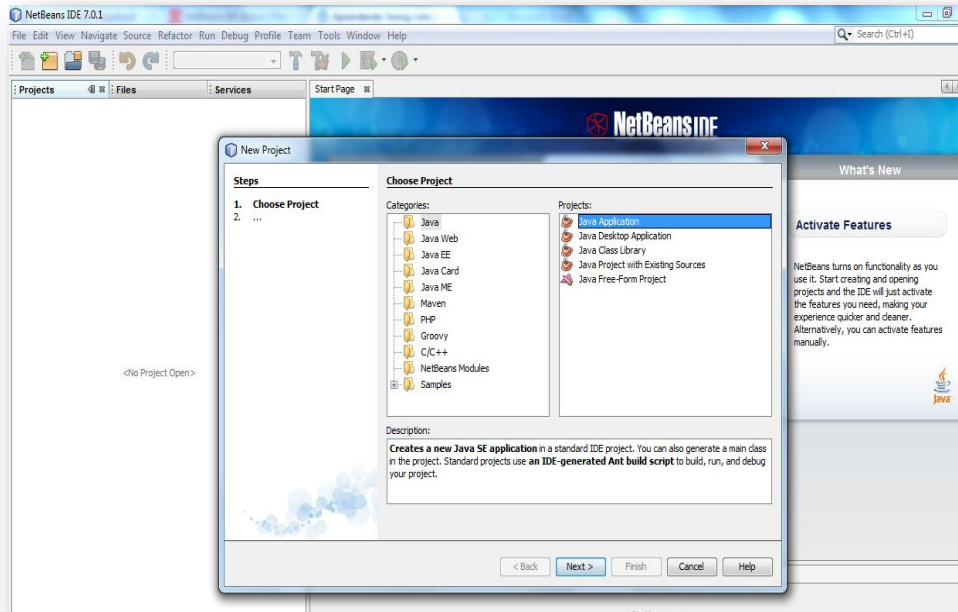 NetBeans IDE 7.0.1
File Edit View Navigate Source Refactor Run Debug Profile Team Tools Window Help
Search (Ctrl+I)
Projects Files Services Start Page
NetBeans IDE
What's New
Activate Features
NetBeans turns on functionality as you
use it. Start creating and opening
projects and the IDE will just activate
the features you need, making your
experience quicker and cleaner.
Alternatively, you can activate features
manually.
Java
<No Project Open>
New Project
Steps
1. Choose Project
2. ...
Choose Project
Categories:
Java
Java Web
Java EE
Java Card
Java ME
Maven
PHP
Groovy
C/C++
NetBeans Modules
Samples
Projects:
Java Application
Java Desktop Application
Java Class Library
Java Project with Existing Sources
Java Free-Form Project
Description:
Creates a new Java SE application in a standard IDE project. You can also generate a main class
in the project. Standard projects use an IDE-generated Ant build script to build, run, and debug
your project.
< Back Next > Finish Cancel Help